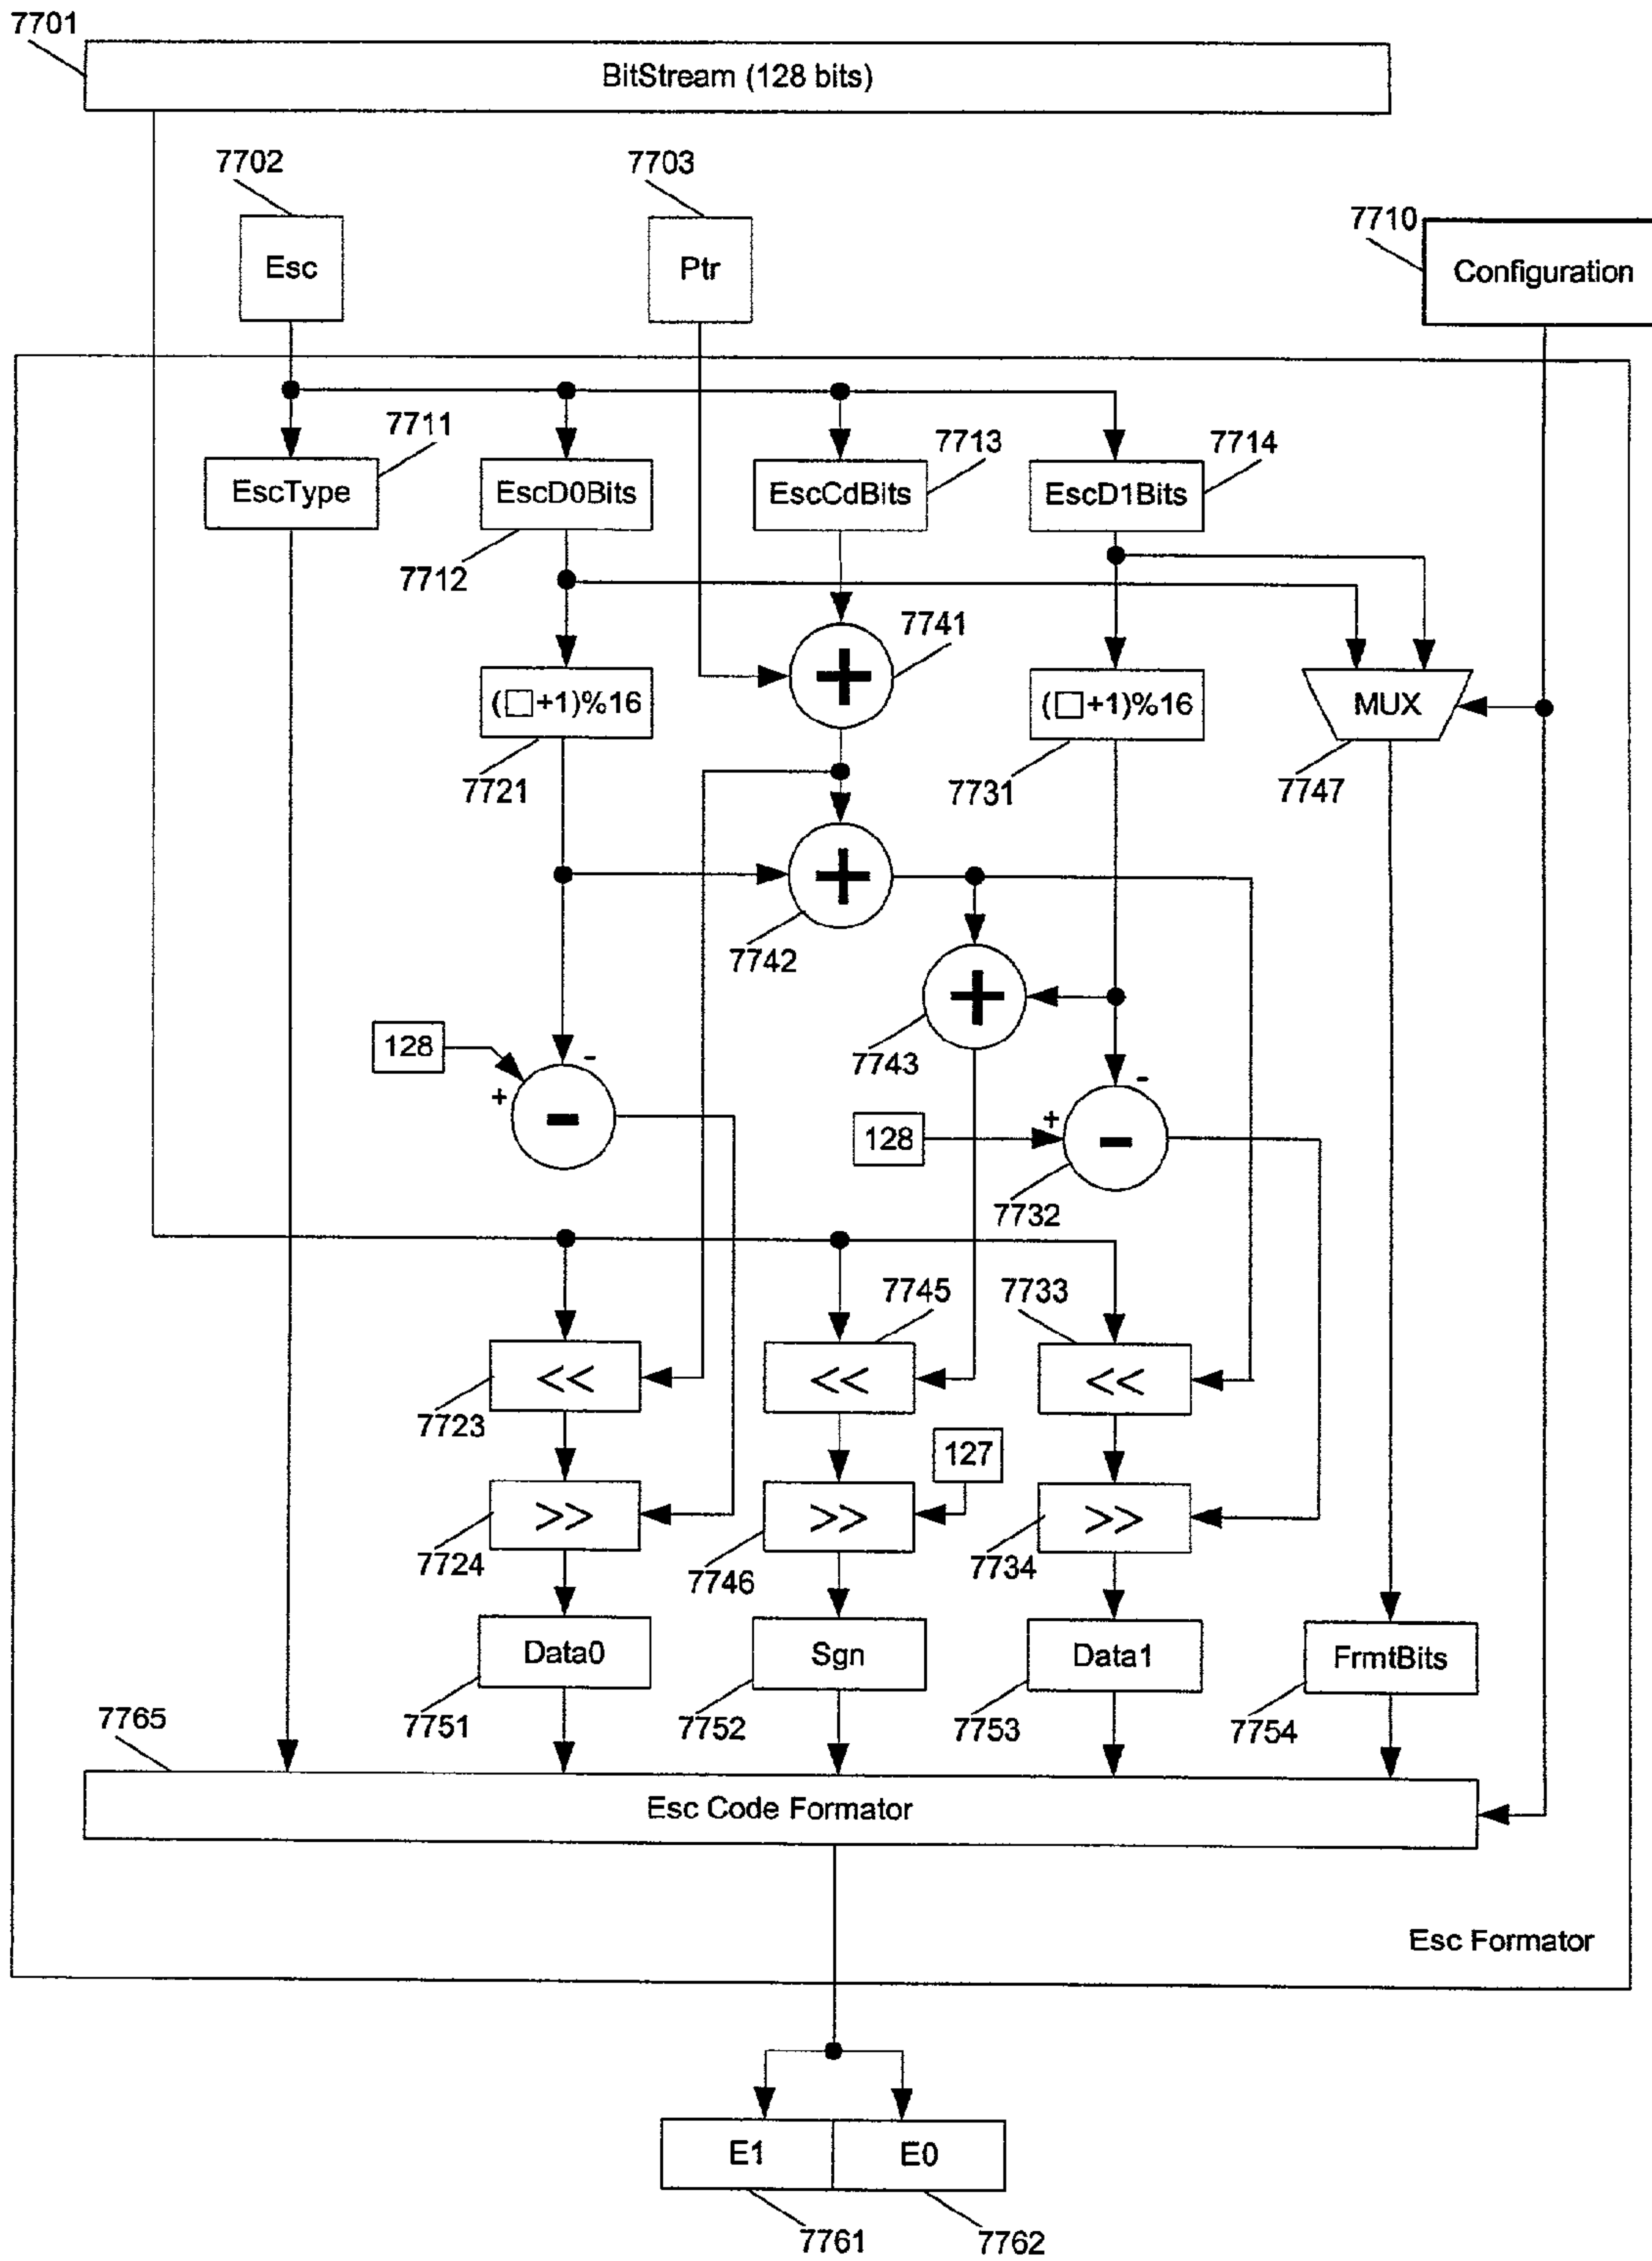 7701
BitStream (128 bits)
7702
7703
7710
Esc
Ptr
Configuration
7711
7713
7714
EscType
EscD0Bits
EscCdBits
EscD1Bits
7712
7741
+
(□+1)%16
(□+1)%16
MUX
7721
7731
7747
+
7742
+
128
-
7743
+
-
-
128
+
-
7732
7745
7733
<<
<<
<<
7723
127
>>
>>
>>
7724
7746
7734
Data0
Sgn
Data1
FrmtBits
7765
7751
7752
7753
7754
Esc Code Formator
Esc Formator
E1
E0
7761
7762